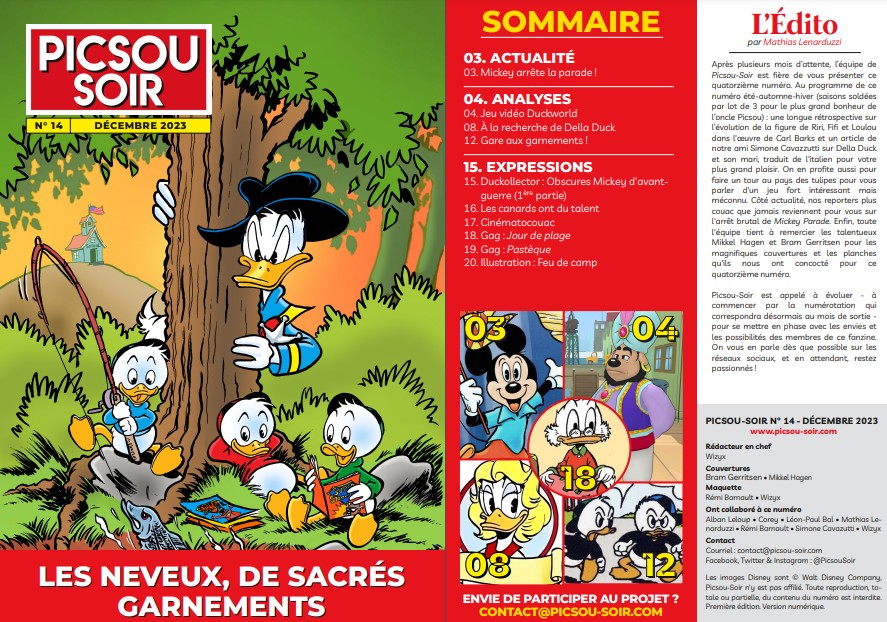 PICSOU
SOIR
N° 14
DÉCEMBRE 2023
LES NEVEUX, DE SACRÉS
GARNEMENTS
SOMMAIRE
03. ACTUALITÉ
03. Mickey arrête la parade !
04. ANALYSES
04. Jeu vidéo Duckworld
08. À la recherche de Della Duck
12. Gare aux garnements !
15. EXPRESSIONS
15. Duckollector : Obscures Mickey d'avant-
guerre (1ère partie)
16. Les canards ont du talent
17. Cinématocouac
18. Gag : Jour de plage
19. Gag : Pastèque
20. Illustration : Feu de camp
03
04
18
08
12
ENVIE DE PARTICIPER AU PROJET ?
CONTACT@PICSOU-SOIR.COM
L'Édito
par Mathias Lenarduzzi
Après plusieurs mois d'attente, l'équipe de
Picsou-Soir est fière de vous présenter ce
quatorzième numéro. Au programme de ce
numéro été-automne-hiver (saisons soldées
par lot de 3 pour le plus grand bonheur de
l'oncle Picsou) : une longue rétrospective sur
l'évolution de la figure de Riri, Fifi et Loulou
dans l'œuvre de Carl Barks et un article de
notre ami Simone Cavazzutti sur Della Duck
et son mari, traduit de l'italien pour votre
plus grand plaisir. On en profite aussi pour
faire un tour au pays des tulipes pour vous
parler d'un jeu fort intéressant mais
méconnu. Côté actualité, nos reporters plus
couac que jamais reviennent pour vous sur
l'arrêt brutal de Mickey Parade. Enfin, toute
l'équipe tient à remercier les talentueux
Mikkel Hagen et Bram Gerritsen pour les
magnifiques couvertures et les planches
qu'ils nous ont concocté pour ce
quatorzième numéro.
Picsou-Soir est appelé à évoluer - à
commencer par la numérotation qui
correspondra désormais au mois de sortie -
pour se mettre en phase avec les envies et
les possibilités des membres de ce fanzine.
On vous en parle dès que possible sur les
réseaux sociaux, et en attendant, restez
passionnés !
PICSOU-SOIR N° 14 - DÉCEMBRE 2023
www.picsou-soir.com
Rédacteur en chef
Wizyx
Couvertures
Bram Gerritsen • Mikkel Hagen
Maquette
Rémi Barnault • Wizyx
Ont collaboré à ce numéro
Alban Leloup • Corey • Léon-Paul Bal • Mathias Le-
narduzzi • Rémi Barnault • Simone Cavazutti • Wizyx
Contact
Courriel : contact@picsou-soir.com
Facebook, Twitter & Instagram : @PicsouSoir
Les images Disney sont © Walt Disney Company,
Picsou-Soir n'y est pas affilié. Toute reproduction, to-
tale ou partielle, du contenu du numéro est interdite.
Première édition. Version numérique.